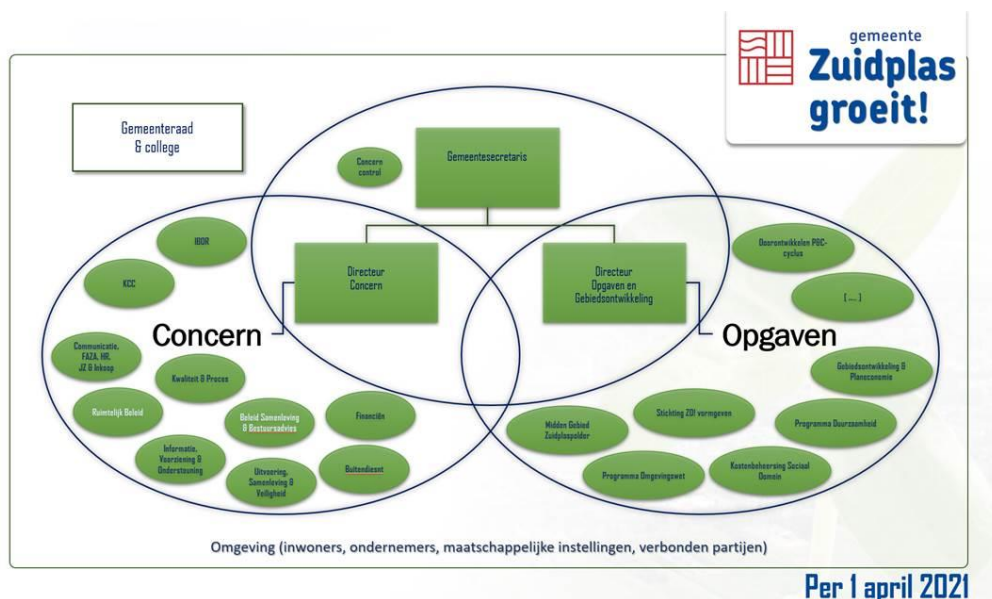 gemeente
Zuidplas
groeit!
Gemeenteraad
& college
Gemeentesecretaris
Concern
control
IBOR
KCC
Directeur
Concern
Directeur
Opgaven en
Gebiedsontwikkeling
Doorontwikkelen P&C-
cyclus
[ ... ]
Concern
Opgaven
Communicatie,
FAZA, HR,
JZ & Inkoop
Kwaliteit & Proces
Gebiedsontwikkeling &
Planeconomie
Ruimtelijk Beleid
Beleid Samenleving
& Bestuursadvies
Financiën
Midden Gebied
Zuidplaspolder
Stichting ZO! vormgeven
Programma Duurzaamheid
Informatie,
Voorziening &
Ondersteuning
Uitvoering,
Samenleving &
Veiligheid
Buitendienst
Programma Omgevingswet
Kostenbeheersing Sociaal
Domein
Omgeving (inwoners, ondernemers, maatschappelijke instellingen, verbonden partijen)
Per 1 april 2021